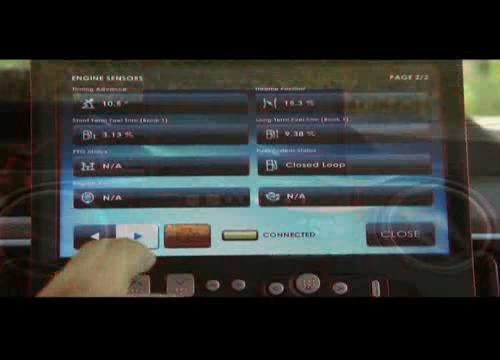 ENGINE SENSORS PAGE 2/2
Timing Advance Throttle Position
10.5 ° 15.3 %
Short Term Fuel Trim (Bank 1) Long Term Fuel Trim (Bank 1)
3.13 % 9.38 %
PTO Status Fuel System Status
N/A Closed Loop
N/A N/A
CONNECTED CLOSE